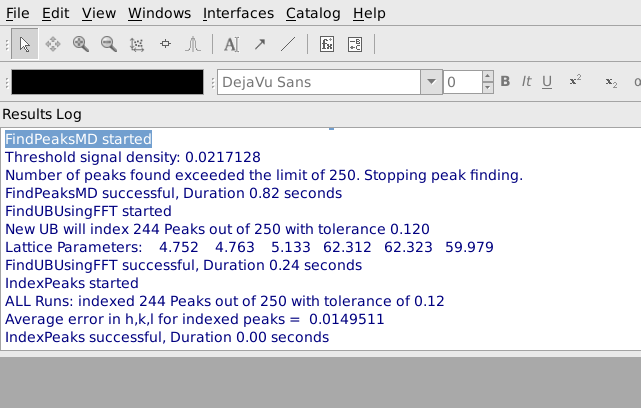 File Edit View Windows Interfaces Catalog Help
DejaVu Sans 0 B It U x² x₂
Results Log
FindPeaksMD started
Threshold signal density: 0.0217128
Number of peaks found exceeded the limit of 250. Stopping peak finding.
FindPeaksMD successful, Duration 0.82 seconds
FindUBUsingFFT started
New UB will index 244 Peaks out of 250 with tolerance 0.120
Lattice Parameters: 4.752 4.763 5.133 62.312 62.323 59.979
FindUBUsingFFT successful, Duration 0.24 seconds
IndexPeaks started
ALL Runs: indexed 244 Peaks out of 250 with tolerance of 0.12
Average error in h,k,l for indexed peaks = 0.0149511
IndexPeaks successful, Duration 0.00 seconds